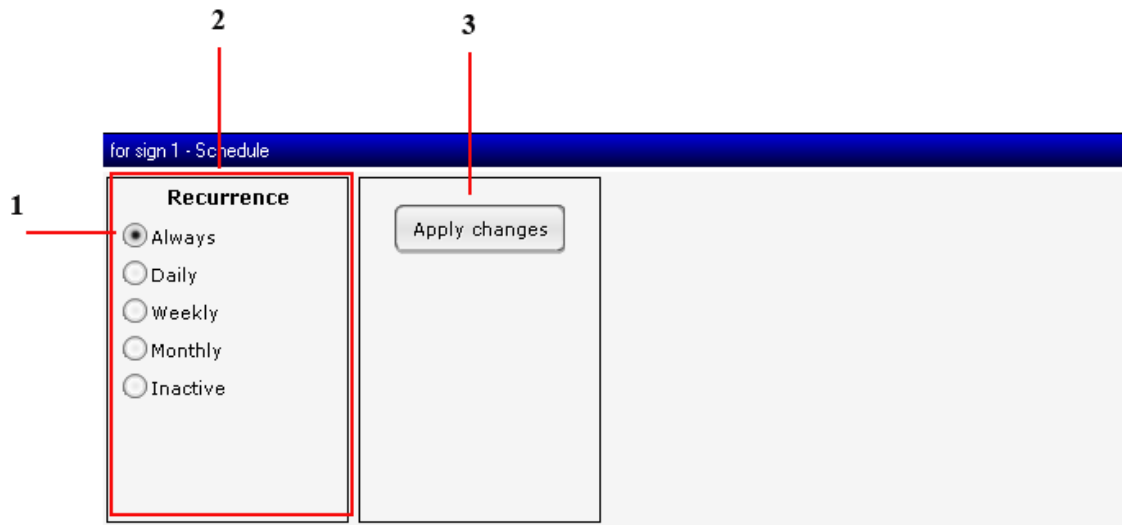 2 3
for sign 1 - Schedule
Recurrence
1
Always
Apply changes
Daily
Weekly
Monthly
Inactive